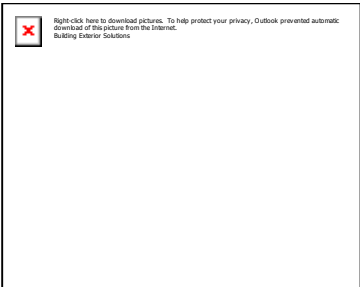 Right-click here to download pictures.  To help protect your privacy, Outlook prevented automatic
download of this picture from the Internet.
Building Exterior Solutions